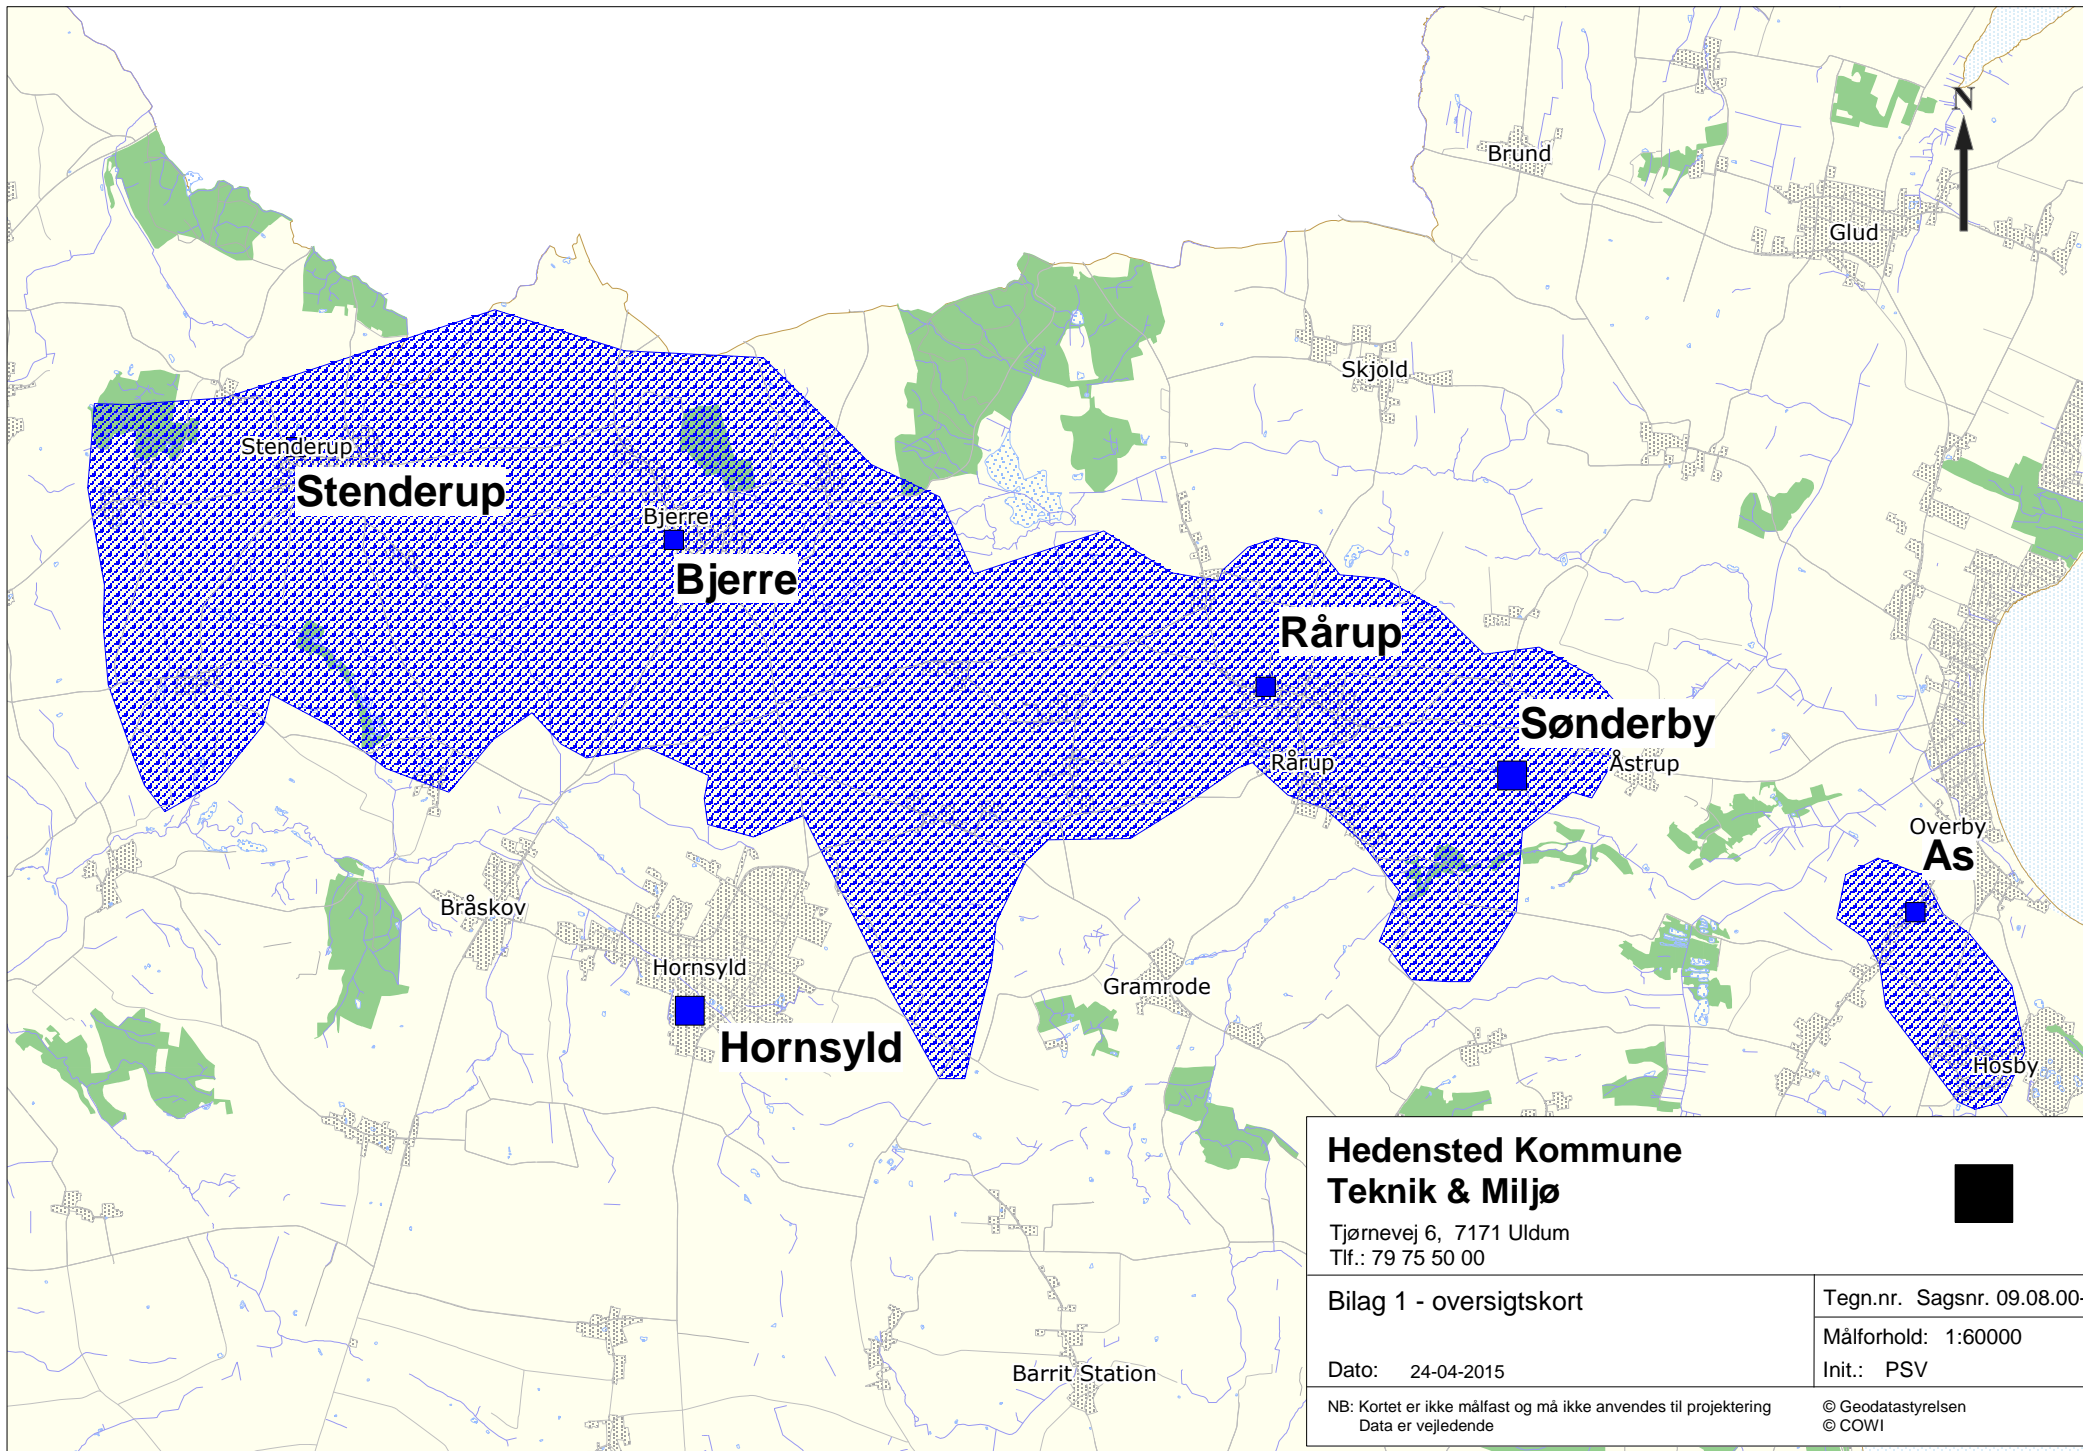 N
Brund
Glud
Skjold
Stenderup
Stenderup
Bjerre
Bjerre
Rårup
Sønderby
Rårup
Åstrup
Overby
As
Bråskov
Hornsyld
Gramrode
Hornsyld
Hosby
Barrit Station
Hedensted Kommune
Teknik & Miljø
Tjørnevej 6, 7171 Uldum
Tlf.: 79 75 50 00
Bilag 1 - oversigtskort
Dato: 24-04-2015
Tegn.nr. Sagsnr. 09.08.00-
Målforhold: 1:60000
Init.: PSV
NB: Kortet er ikke målfast og må ikke anvendes til projektering
Data er vejledende
© Geodatastyrelsen
© COWI